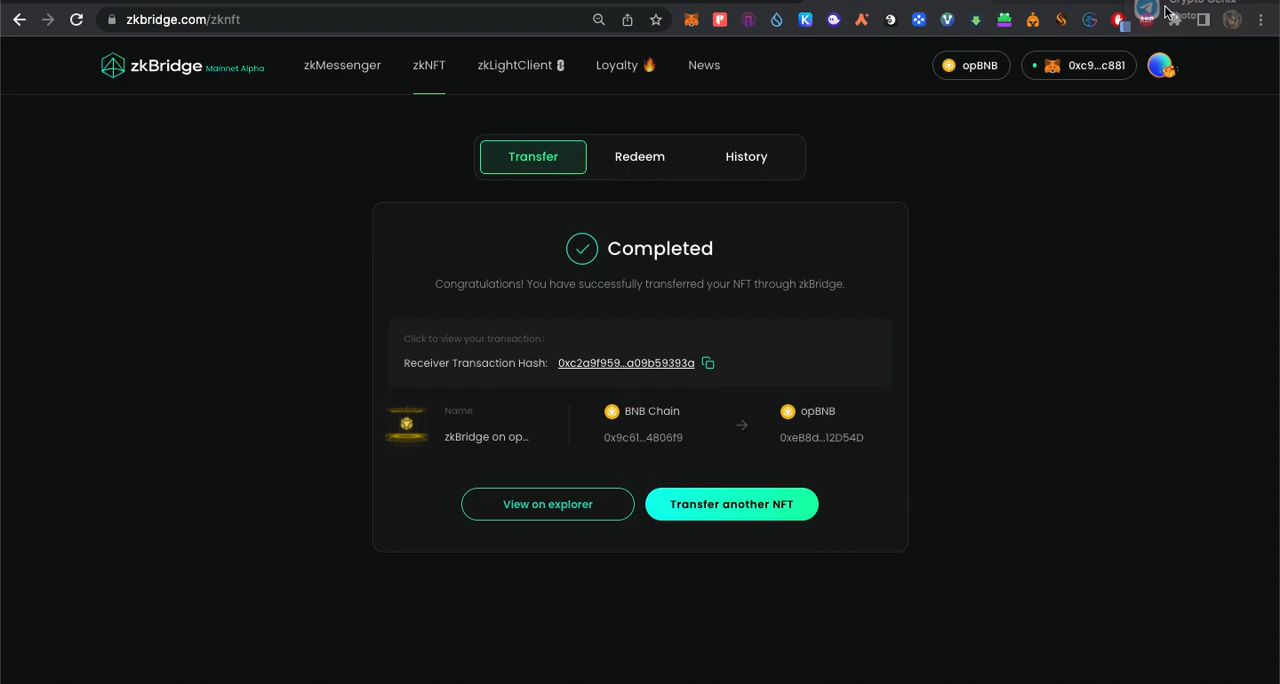 zkbridge.com/zknft
zkBridge Mainnet Alpha
zkMessenger
zkNFT
zkLightClient
Loyalty 🔥
News
opBNB
0xc9...c881
Transfer
Redeem
History
Completed
Congratulations! You have successfully transferred your NFT through zkBridge.
Click to view your transaction
Receiver Transaction Hash: 0xc2a9f959...a09b59393a
Name
zkBridge on op...
BNB Chain
0x9c61...4806f9
opBNB
0xeB8d...12D54D
View on explorer
Transfer another NFT